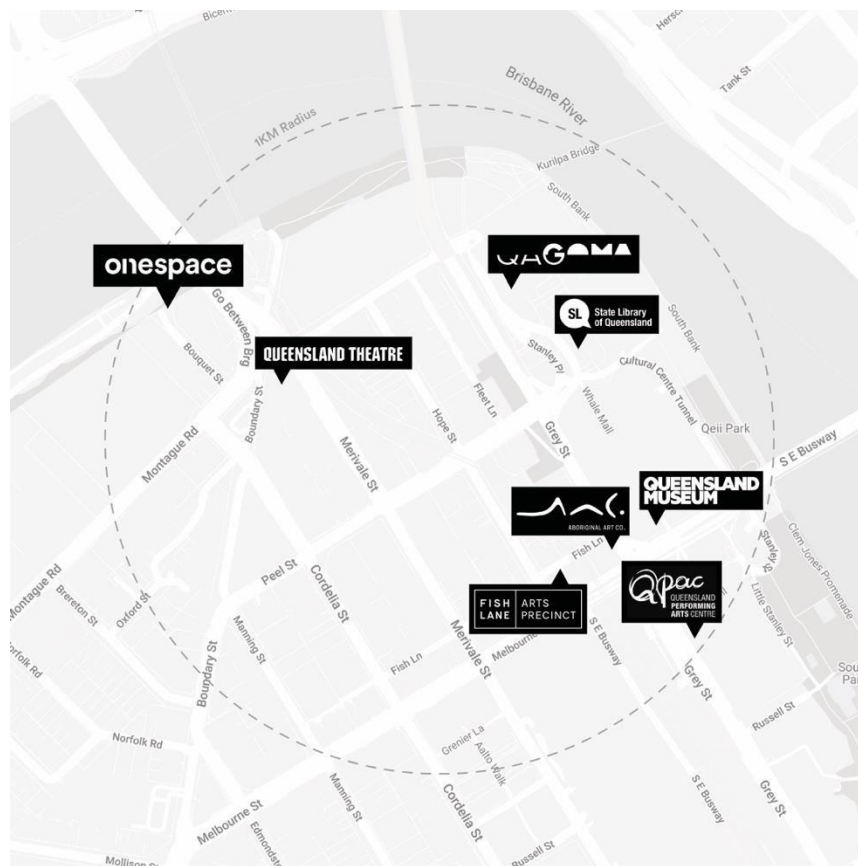 Bicen
Hersc
Tank St
Brisbane River
1KM Radius
Kurilpa Bridge
South Bank
QAGOMA
onespace
SL
State Library
of Queensland
South Bank
Go Between Brg
QUEENSLAND THEATRE
Bouquet St
Stanley Pl
Cultural Centre Tunnel
Fleet Ln
Whale Mall
Hope St
Boundary St
Qeii Park
Grey St
S E Busway
Montague Rd
Merivale St
QUEENSLAND
MUSEUM
ABORIGINAL ART CO.
Fish Ln
Stanley St
Clem Jones Promenade
Peel St
Qpac
QUEENSLAND
PERFORMING
ARTS CENTRE
Little Stanley St
Montague Rd
Brereton St
Oxford St
Cordelia St
FISH
LANE
ARTS
PRECINCT
Manning St
Merivale St
Melbourne
S E Busway
Norfolk Rd
Boundary St
Fish Ln
Grey St
Sou
Par
Russell St
Norfolk Rd
Grenier La
Aalto Walk
Manning St
Cordelia St
S E Busway
Grey St
Melbourne St
Edmondst
Mollison St
Russell St